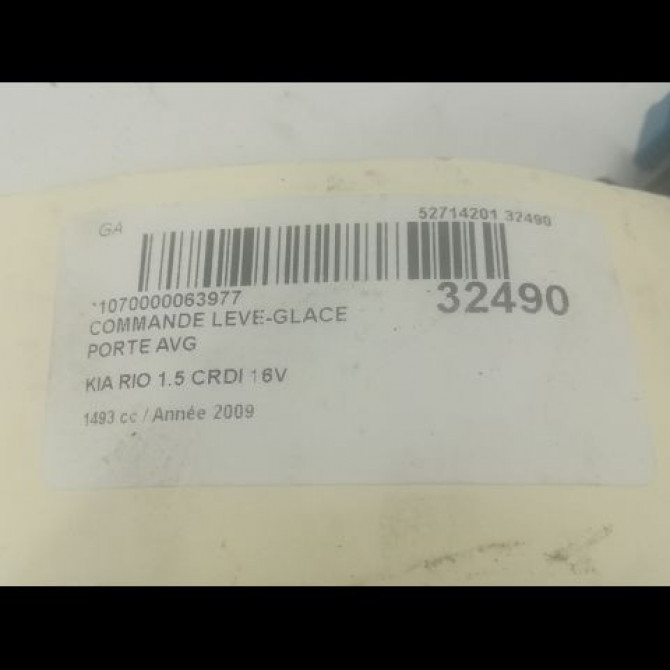 GA
52714201 32490
*1070000063977
32490
COMMANDE LEVE-GLACE
PORTE AVG
KIA RIO 1.5 CRDI 16V
1493 cc / Année 2009